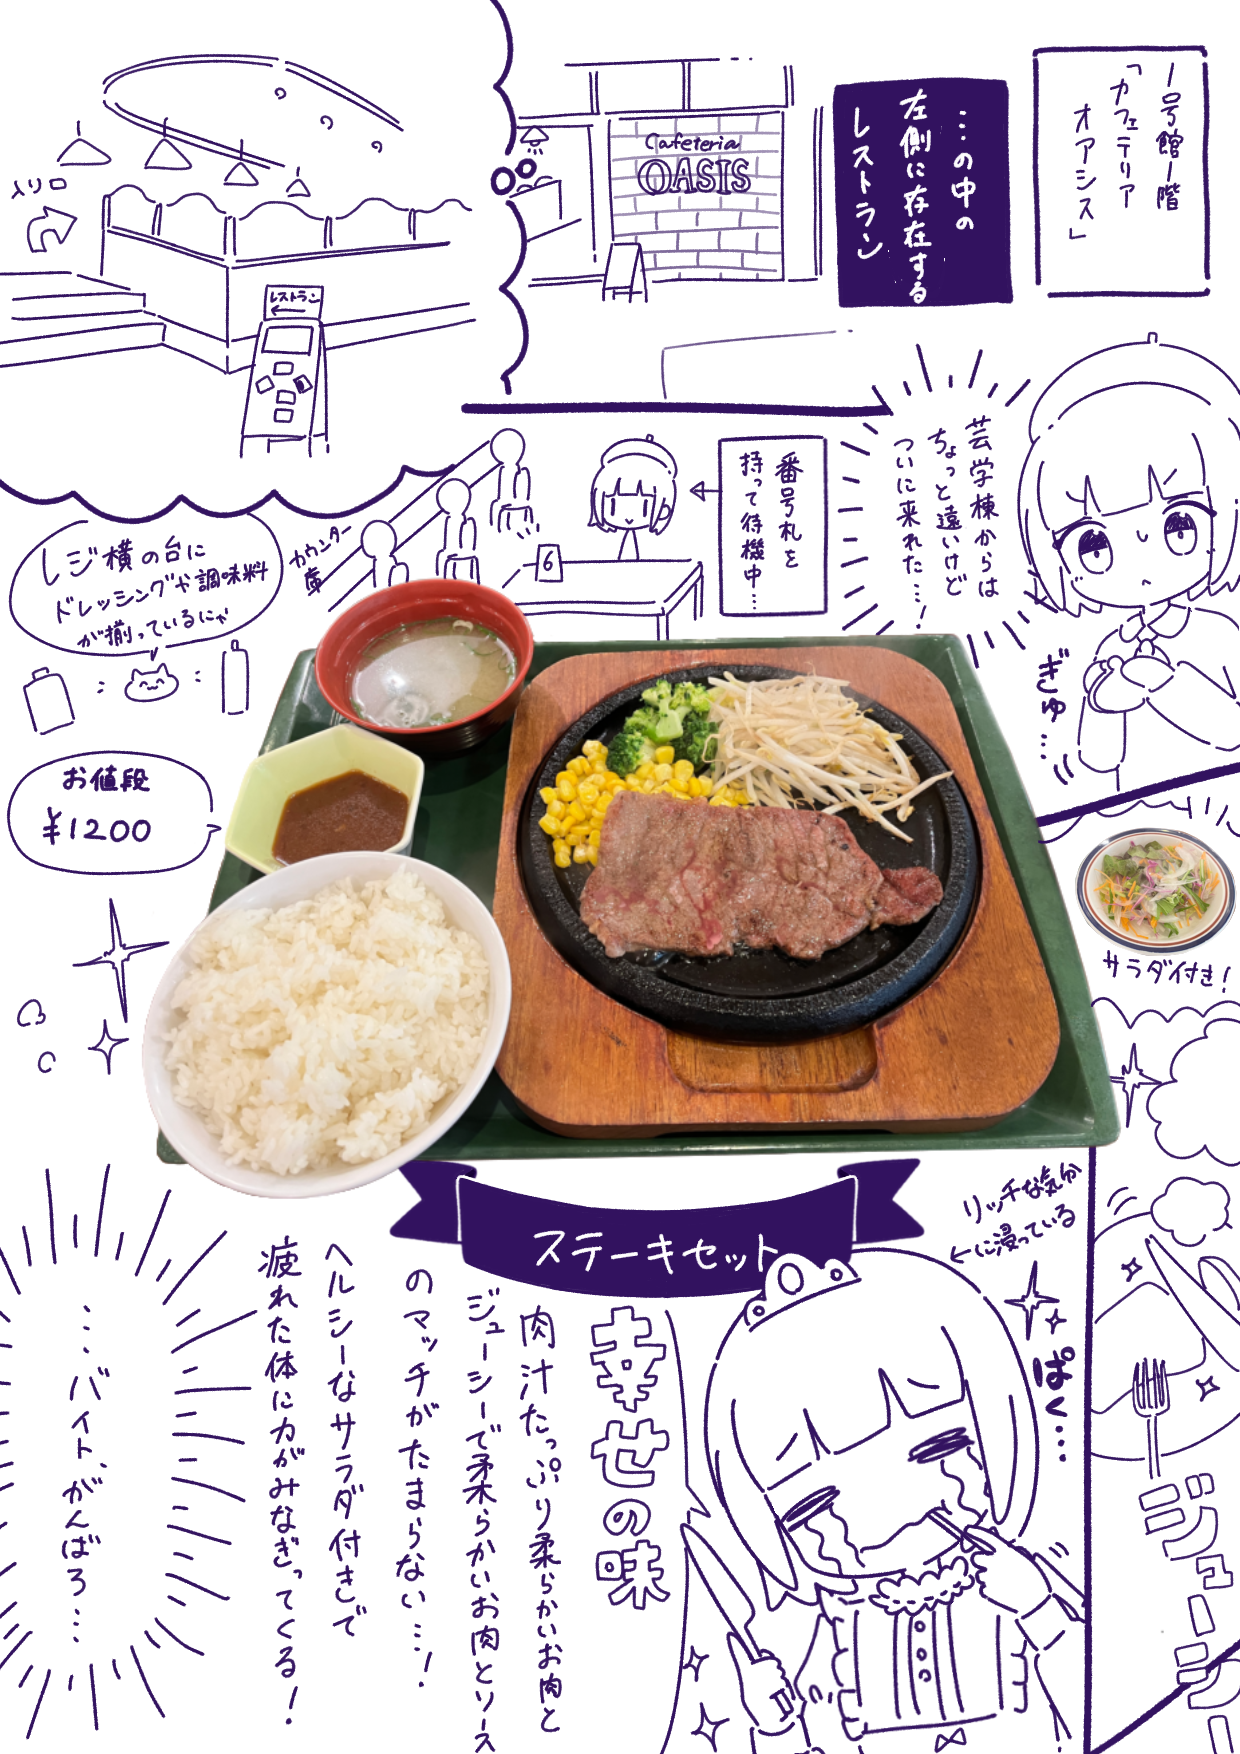 1号館1階
「カフェテリア
オアシス」
…の中の
左側に存在する
レストラン
Cafeteria
OASIS
入り口
レストラン
芸学棟からは
ちょっと遠いけど
ついに来れた…！
ぎゅ…
番号札を
持って待機中…
6
カウンター
席
レジ横の台に
ドレッシングや調味料
が揃っているにゃ
お値段
¥1200
サラダ付き！
ステーキセット
リッチな気分
に浸っている
ぱく…
ジューシー
幸せの味
肉汁たっぷり柔らかいお肉と
ジューシーで柔らかいお肉とソース
のマッチがたまらない…！
ヘルシーなサラダ付きで
疲れた体に力がみなぎってくる！
…バイト、がんばろ…